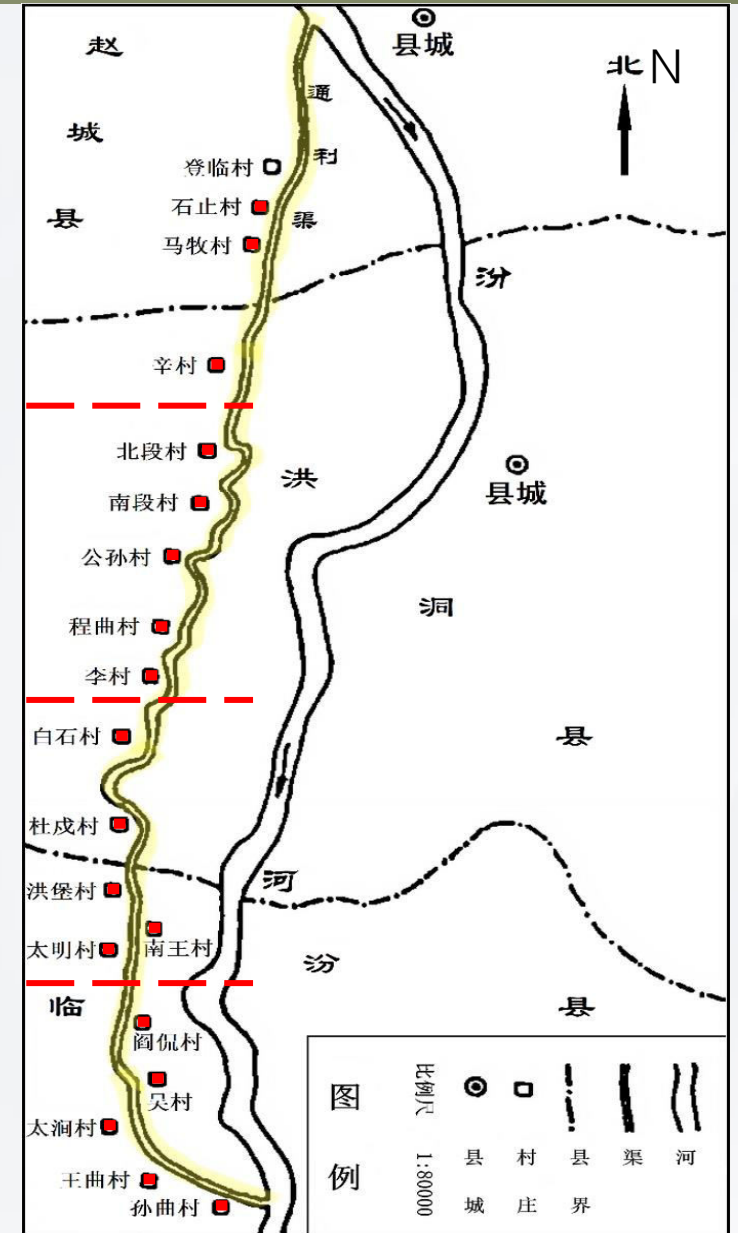 县城
赵
城
县
北 N
通
利
渠
登临村
石止村
马牧村
汾
辛村
北段村
洪
县城
南段村
公孙村
洞
程曲村
李村
白石村
县
杜戍村
河
洪堡村
南王村
太明村
汾
临
县
阎侃村
吴村
太涧村
王曲村
孙曲村
图
例
比例尺
1:80000
县城
村庄
县界
渠
河